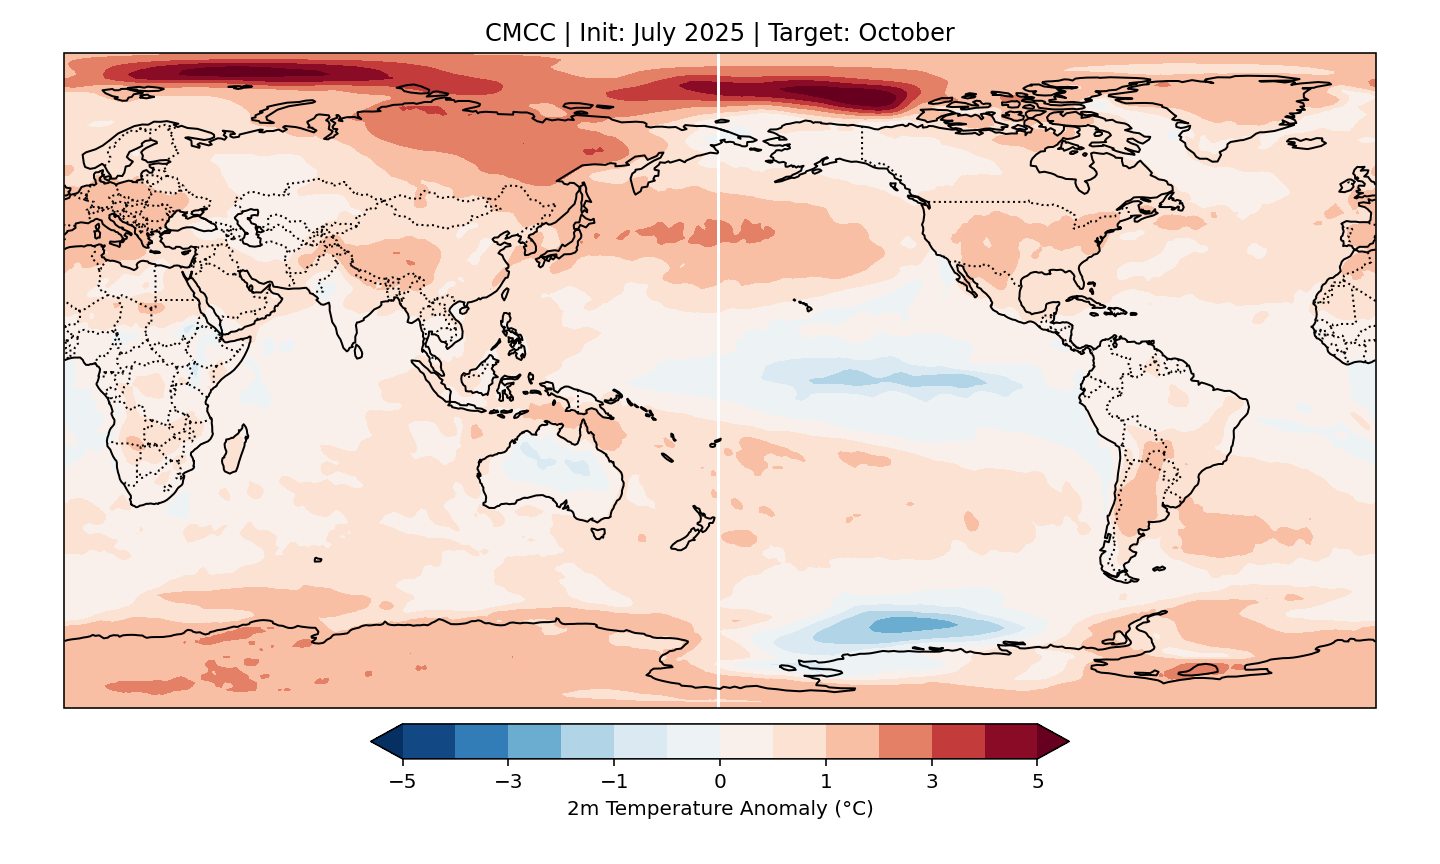 CMCC | Init: July 2025 | Target: October
−5 −3 −1 0 1 3 5
2m Temperature Anomaly (°C)